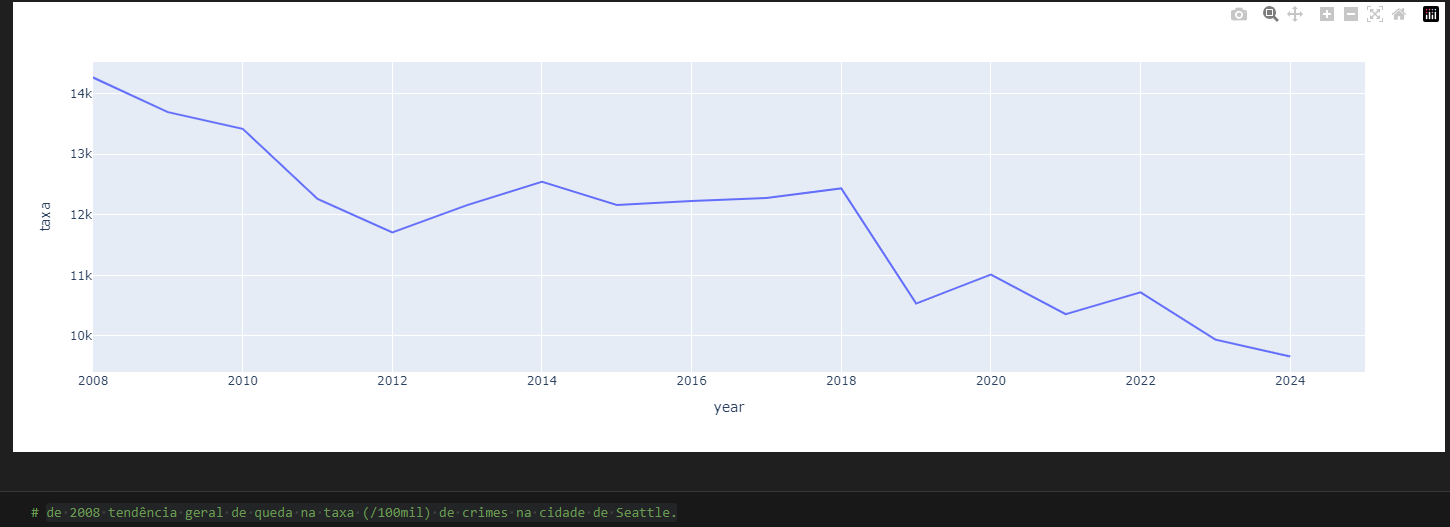 14k
13k
12k
11k
10k
taxa
2008 2010 2012 2014 2016 2018 2020 2022 2024
year
# de 2008 tendência geral de queda na taxa (/100mil) de crimes na cidade de Seattle.